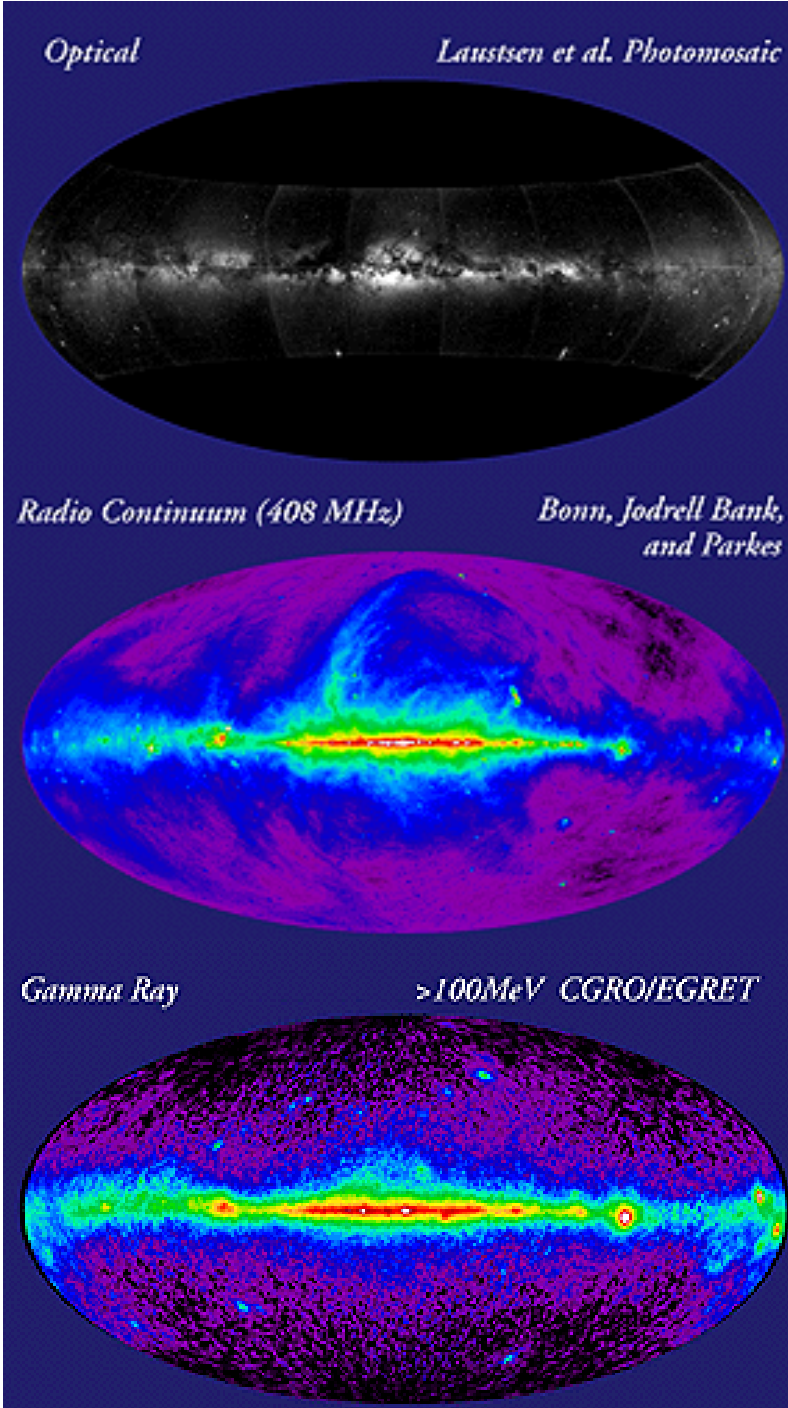 Optical Laustsen et al. Photomosaic
Radio Continuum (408 MHz) Bonn, Jodrell Bank,
and Parkes
Gamma Ray >100MeV CGRO/EGRET